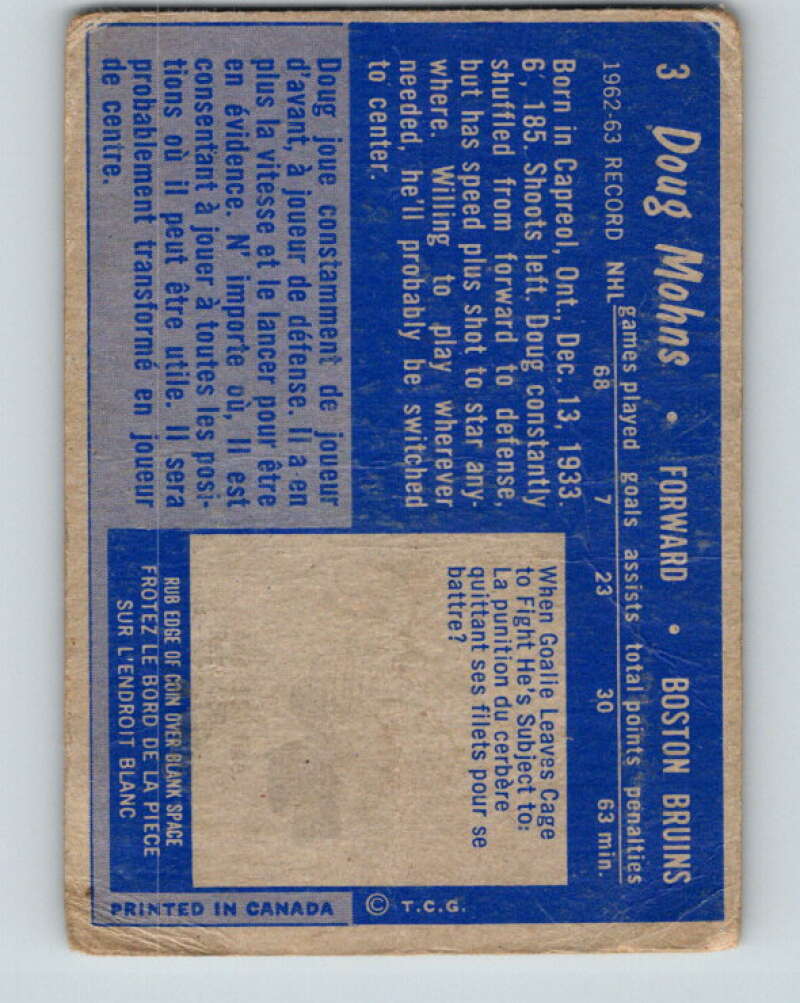 3 Doug Mohns • FORWARD • BOSTON BRUINS
1962-63 RECORD games played goals assists total points penalties
NHL 68 7 23 30 63 min.
Born in Capreol, Ont., Dec. 13, 1933.
6', 185. Shoots left. Doug constantly
shuffled from forward to defense,
but has speed plus shot to star any-
where. Willing to play wherever
needed, he'll probably be switched
to center.
Doug joue constamment de joueur
d'avant, à joueur de défense. Il a en
plus la vitesse et le lancer pour être
en évidence. N' importe où, Il est
consentant à jouer à toutes les posi-
tions où il peut être utile. Il sera
probablement transformé en joueur
de centre.
When Goalie Leaves Cage
to Fight He's Subject to:
La punition du cerbère
quittant ses filets pour se
battre?
RUB EDGE OF COIN OVER BLANK SPACE
FROTEZ LE BORD DE LA PIECE
SUR L'ENDROIT BLANC
PRINTED IN CANADA
© T.C.G.